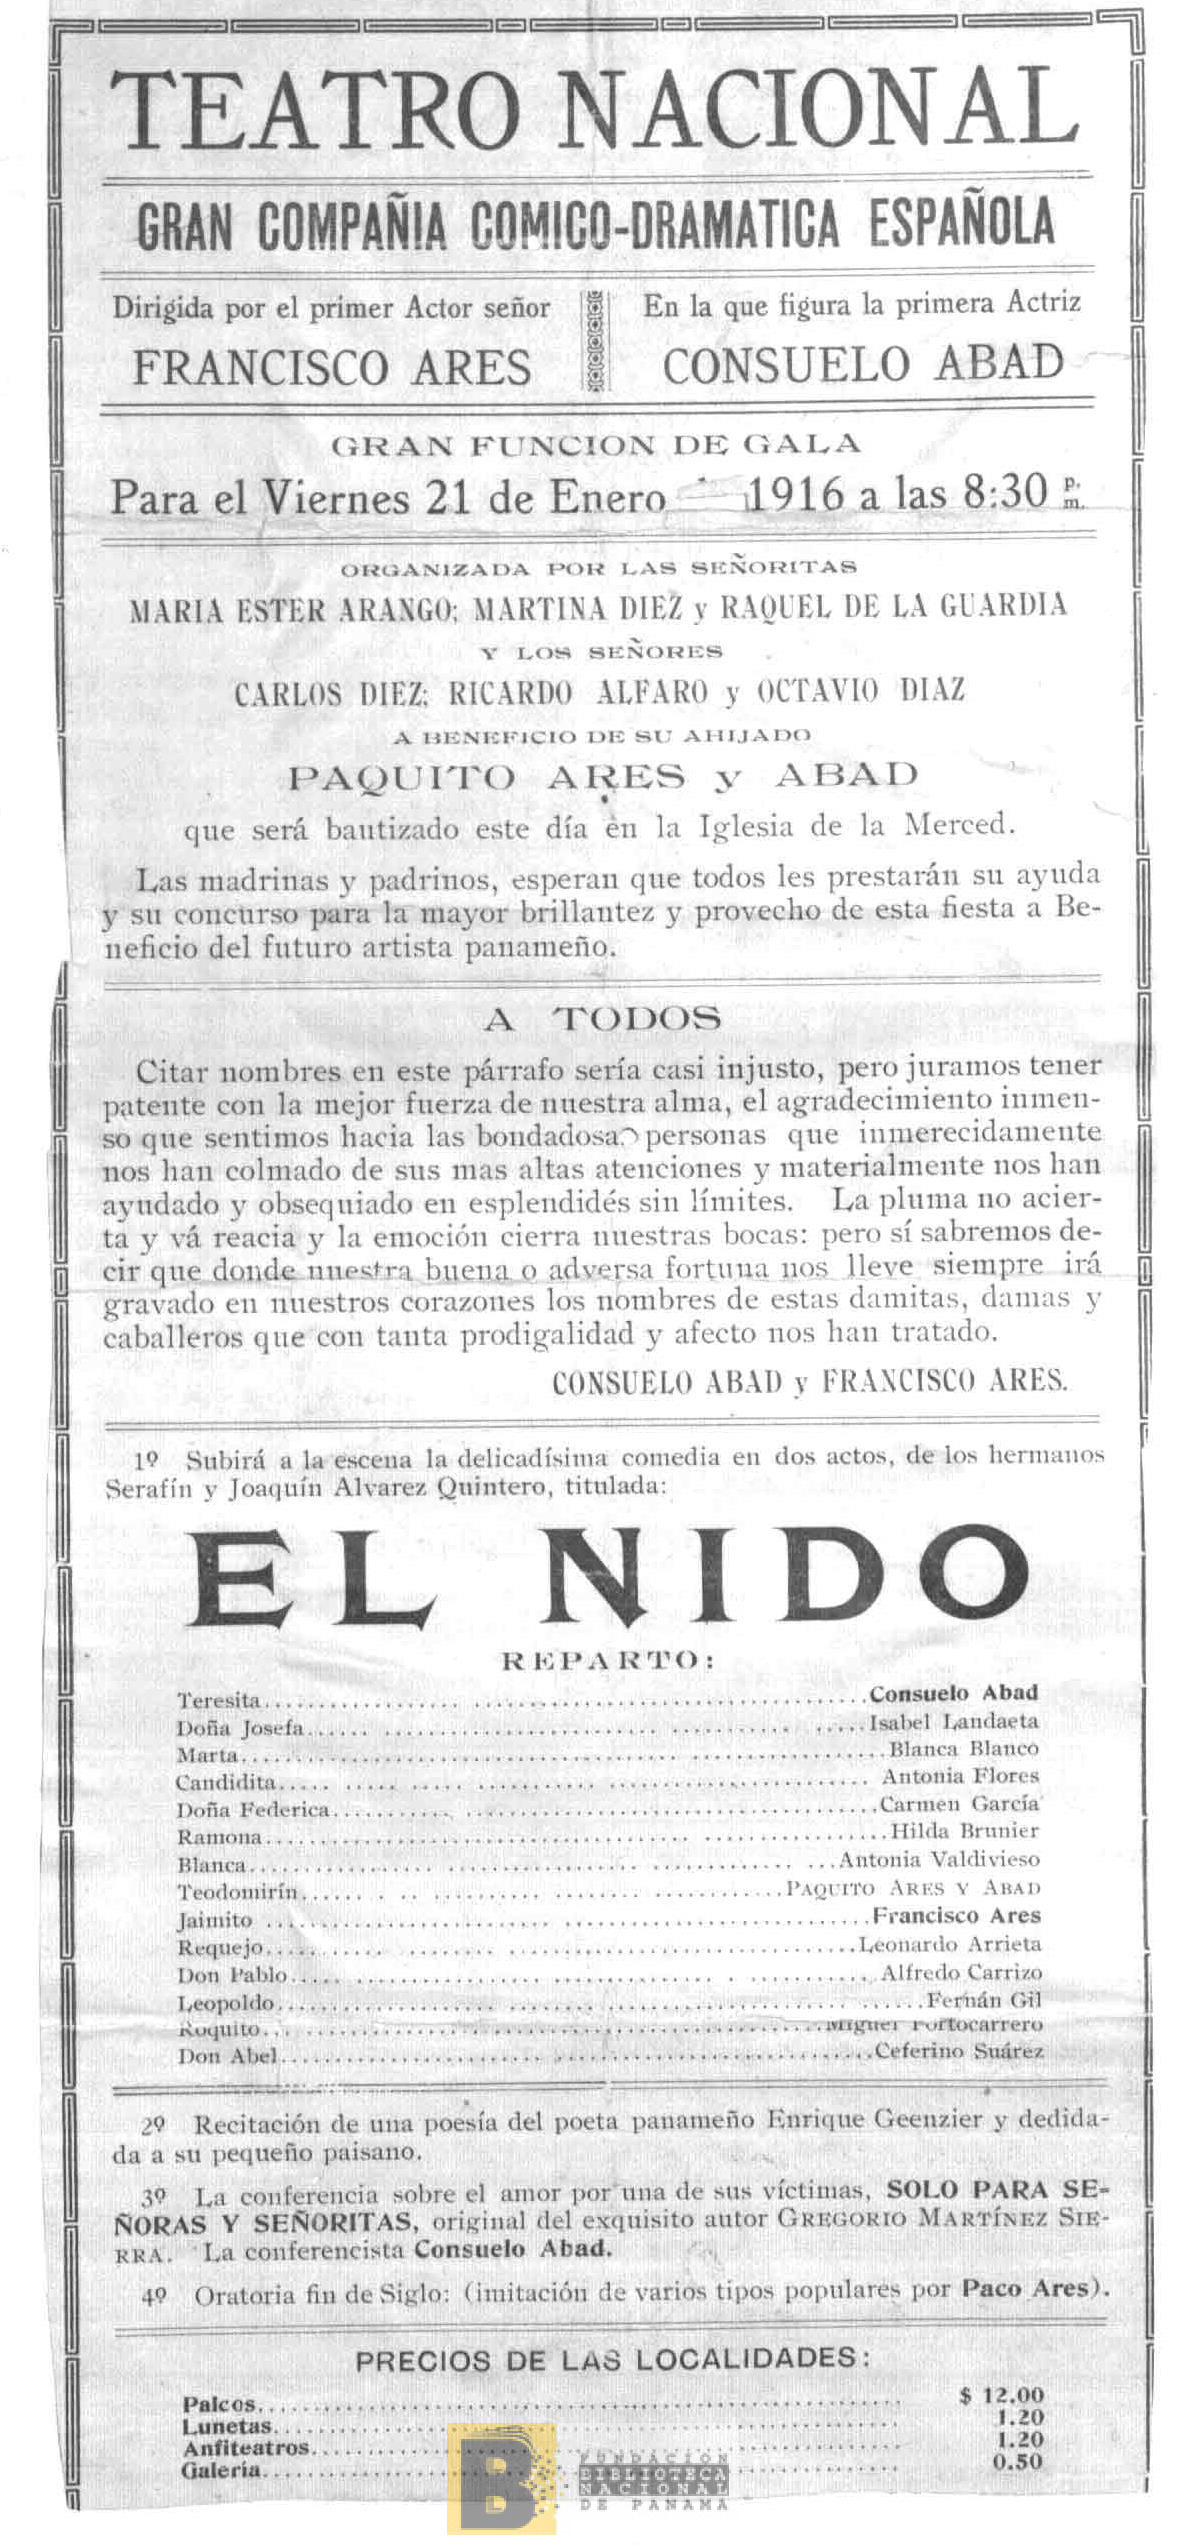 TEATRO NACIONAL
GRAN COMPAÑIA COMICO-DRAMATICA ESPAÑOLA
Dirigida por el primer Actor señor
FRANCISCO ARES
En la que figura la primera Actriz
CONSUELO ABAD
GRAN FUNCION DE GALA
Para el Viernes 21 de Enero 1916 a las 8:30 p. m.
ORGANIZADA POR LAS SEÑORITAS
MARIA ESTER ARANGO; MARTINA DIEZ y RAQUEL DE LA GUARDIA
Y LOS SEÑORES
CARLOS DIEZ; RICARDO ALFARO y OCTAVIO DIAZ
A BENEFICIO DE SU AHIJADO
PAQUITO ARES y ABAD
que será bautizado este día en la Iglesia de la Merced.
Las madrinas y padrinos, esperan que todos les prestarán su ayuda
y su concurso para la mayor brillantez y provecho de esta fiesta a Be-
neficio del futuro artista panameño.
A TODOS
Citar nombres en este párrafo sería casi injusto, pero juramos tener
patente con la mejor fuerza de nuestra alma, el agradecimiento inmen-
so que sentimos hacia las bondadosas personas que inmerecidamente
nos han colmado de sus mas altas atenciones y materialmente nos han
ayudado y obsequiado en esplendidés sin límites. La pluma no acier-
ta y vá reacia y la emoción cierra nuestras bocas: pero sí sabremos de-
cir que donde nuestra buena o adversa fortuna nos lleve siempre irá
gravado en nuestros corazones los nombres de estas damitas, damas y
caballeros que con tanta prodigalidad y afecto nos han tratado.
CONSUELO ABAD y FRANCISCO ARES.
1º Subirá a la escena la delicadísima comedia en dos actos, de los hermanos
Serafín y Joaquín Alvarez Quintero, titulada:
EL NIDO
REPARTO:
Teresita........Consuelo Abad
Doña Josefa........Isabel Landaeta
Marta........Blanca Blanco
Candidita........Antonia Flores
Doña Federica........Carmen García
Ramona........Hilda Brunier
Blanca........Antonia Valdivieso
Teodomirín........PAQUITO ARES Y ABAD
Jaimito........Francisco Ares
Requejo........Leonardo Arrieta
Don Pablo........Alfredo Carrizo
Leopoldo........Fernán Gil
Roquito........Miguel Portocarrero
Don Abel........Ceferino Suárez
2º Recitación de una poesía del poeta panameño Enrique Geenzier y dedida-
da a su pequeño paisano.
3º La conferencia sobre el amor por una de sus víctimas, SOLO PARA SE-
ÑORAS Y SEÑORITAS, original del exquisito autor GREGORIO MARTÍNEZ SIE-
RRA. La conferencista Consuelo Abad.
4º Oratoria fin de Siglo: (imitación de varios tipos populares por Paco Ares).
PRECIOS DE LAS LOCALIDADES:
Palcos........$ 12.00
Lunetas........1.20
Anfiteatros........1.20
Galeria........0.50
B
FUNDACIÓN
BIBLIOTECA
NACIONAL
DE PANAMÁ